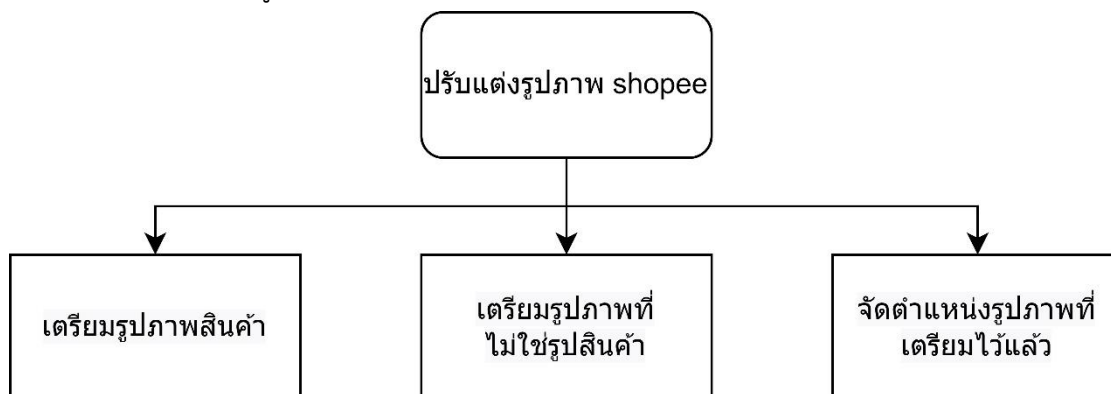 ปรับแต่งรูปภาพ shopee
เตรียมรูปภาพสินค้า
เตรียมรูปภาพที่
ไม่ใช่รูปสินค้า
จัดตำแหน่งรูปภาพที่
เตรียมไว้แล้ว